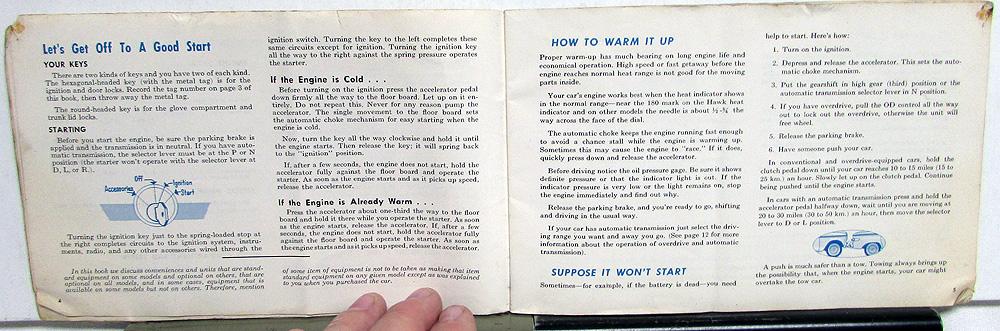 Let's Get Off To A Good Start
YOUR KEYS
There are two kinds of keys and you have two of each kind.
The hexagonal-headed key (with the metal tag) is for the
ignition and door locks. Record the tag number on page 3 of
this book, then throw away the metal tag.
The round-headed key is for the glove compartment and
trunk lid locks.
STARTING
Before you start the engine, be sure the parking brake is
applied and the transmission is in neutral. If you have auto-
matic transmission, the selector lever must be at the P or N
position (the starter won't operate with the selector lever at
D, L, or R.).
Off
Ignition
Accessories
Start
Turning the ignition key just to the spring-loaded stop at
the right completes circuits to the ignition system, instru-
ments, radio, and any other accessories wired through the
In this book we discuss conveniences and units that are stand-
ard equipment on some models and optional on others, that are
optional on all models, and in some cases, equipment that is
available on some models but not on others. Therefore, mention
4
ignition switch. Turning the key to the left completes these
same circuits except for ignition. Turning the ignition key
all the way to the right against the spring pressure operates
the starter.
If the Engine is Cold . . .
Before turning on the ignition press the accelerator pedal
down firmly all the way to the floor board. Let up on it en-
tirely. Do not repeat this. Never for any reason pump the
accelerator. The single movement to the floor board sets
the automatic choke mechanism for easy starting when the
engine is cold.
Now, turn the key all the way clockwise and hold it until
the engine starts. Then release the key; it will spring back
to the "ignition" position.
If, after a few seconds, the engine does not start, hold the
accelerator fully against the floor board and operate the
starter. As soon as the engine starts and as it picks up speed,
release the accelerator.
If the Engine is Already Warm . . .
Press the accelerator about one-third the way to the floor
board and hold it there while you operate the starter. As soon
as the engine starts, release the accelerator. If, after a few
seconds, the engine does not start, hold the accelerator fully
against the floor board and operate the starter. As soon as
the engine starts and as it picks up speed, release the accelerator.
of some item of equipment is not to be taken as making that item
standard equipment on any given model except as was explained
to you when you purchased the car.
HOW TO WARM IT UP
Proper warm-up has much bearing on long engine life and
economical operation. High speed or fast getaway before the
engine reaches normal heat range is not good for the moving
parts inside.
Your car's engine works best when the heat indicator shows
in the normal range—near the 180 mark on the Hawk heat
indicator and on other models the needle is about ½-¾ the
way across the face of the dial.
The automatic choke keeps the engine running fast enough
to avoid a chance stall while the engine is warming up.
Sometimes this may cause the engine to "race." If it does,
quickly press down and release the accelerator.
Before driving notice the oil pressure gage. Be sure it shows
definite pressure or that the indicator light is out. If the
indicator pressure is very low or the light remains on, stop
the engine immediately and find out why.
Release the parking brake, and you're ready to go, shifting
and driving in the usual way.
If your car has automatic transmission just select the driv-
ing range you want and away you go. (See page 12 for more
information about the operation of overdrive and automatic
transmission).
SUPPOSE IT WON'T START
Sometimes—for example, if the battery is dead—you need
help to start. Here's how:
1. Turn on the ignition.
2. Depress and release the accelerator. This sets the auto-
matic choke mechanism.
3. Put the gearshift in high gear (third) position or the
automatic transmission selector lever in N position.
4. If you have overdrive, pull the OD control all the way
out to lock out the overdrive, otherwise the unit will
free wheel.
5. Release the parking brake.
6. Have someone push your car.
In conventional and overdrive-equipped cars, hold the
clutch pedal down until your car reaches 10 to 15 miles (15 to
25 km.) an hour. Slowly let up on the clutch pedal. Continue
being pushed until the engine starts.
In cars with an automatic transmission press and hold the
accelerator pedal halfway down, wait until you are moving at
20 to 30 miles (30 to 50 km.) an hour, then move the selector
lever to D or L position.
A push is much safer than a tow. Towing always brings up
the possibility that, when the engine starts, your car might
overtake the tow car.
5